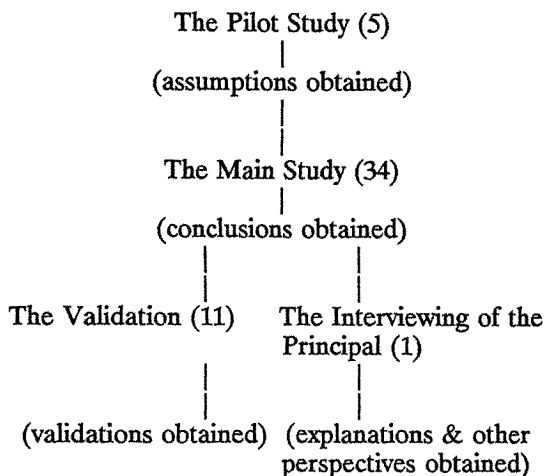 The Pilot Study (5)
(assumptions obtained)
The Main Study (34)
(conclusions obtained)
The Validation (11)
The Interviewing of the
Principal (1)
(validations obtained)
(explanations & other
perspectives obtained)